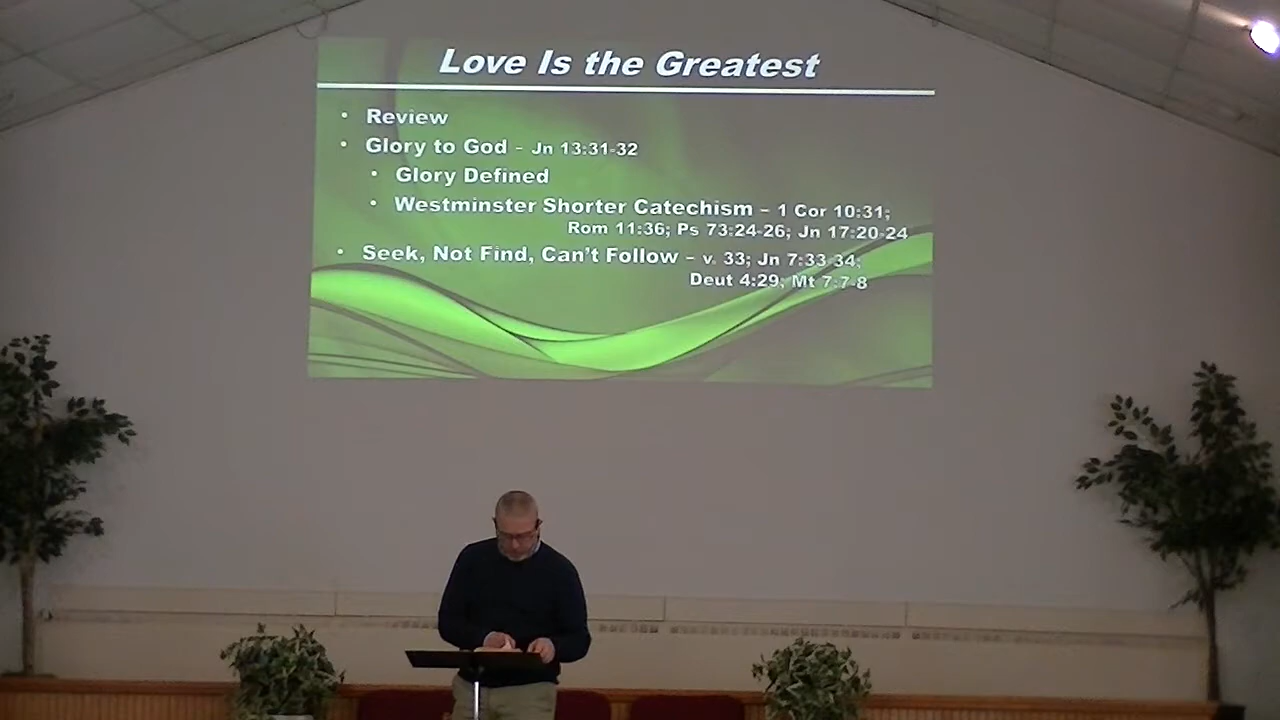 Love Is the Greatest
• Review
• Glory to God – Jn 13:31-32
• Glory Defined
• Westminster Shorter Catechism – 1 Cor 10:31;
Rom 11:36; Ps 73:24-26; Jn 17:20-24
• Seek, Not Find, Can't Follow – v. 33; Jn 7:33-34;
Deut 4:29; Mt 7:7-8